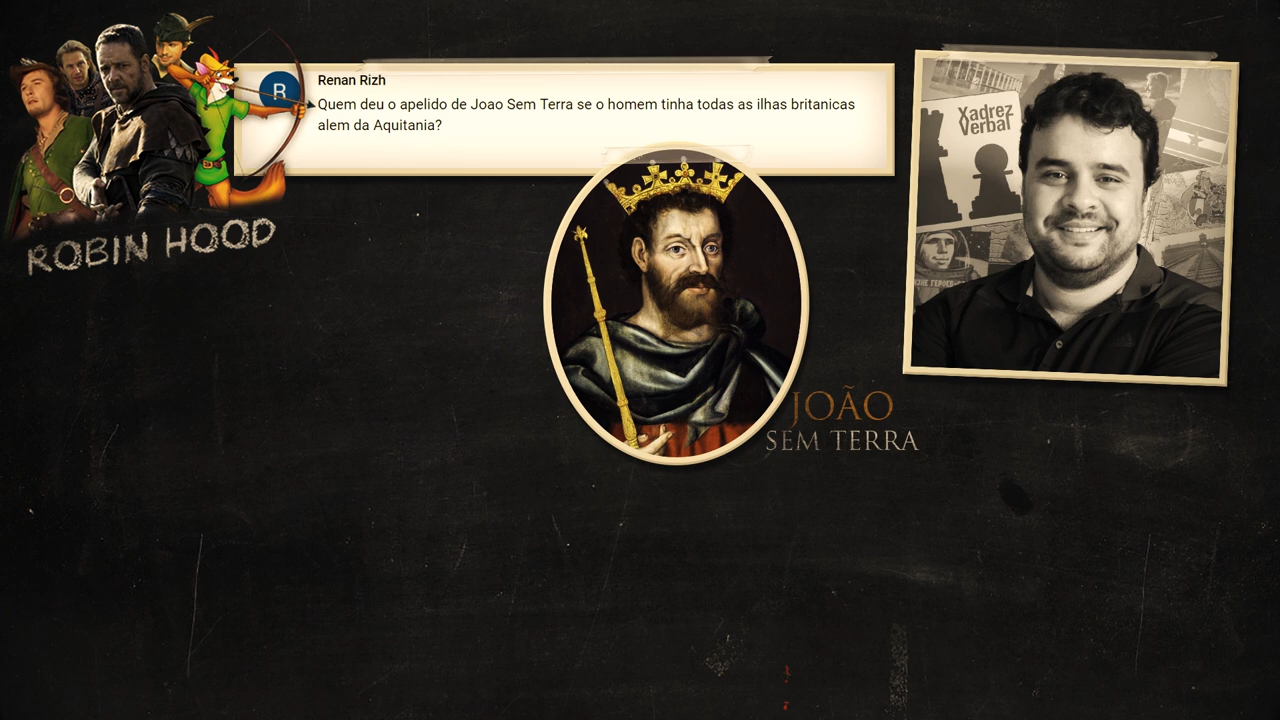 Renan Rizh
R
Quem deu o apelido de Joao Sem Terra se o homem tinha todas as ilhas britanicas
alem da Aquitania?
Xadrez
Verbal
ROBIN HOOD
JOÃO
SEM TERRA